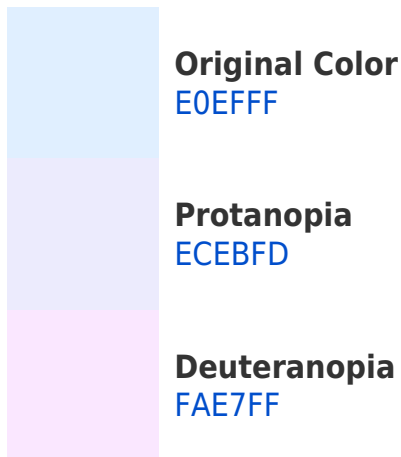 Original Color
E0EFFF
Protanopia
ECEBFD
Deuteranopia
FAE7FF